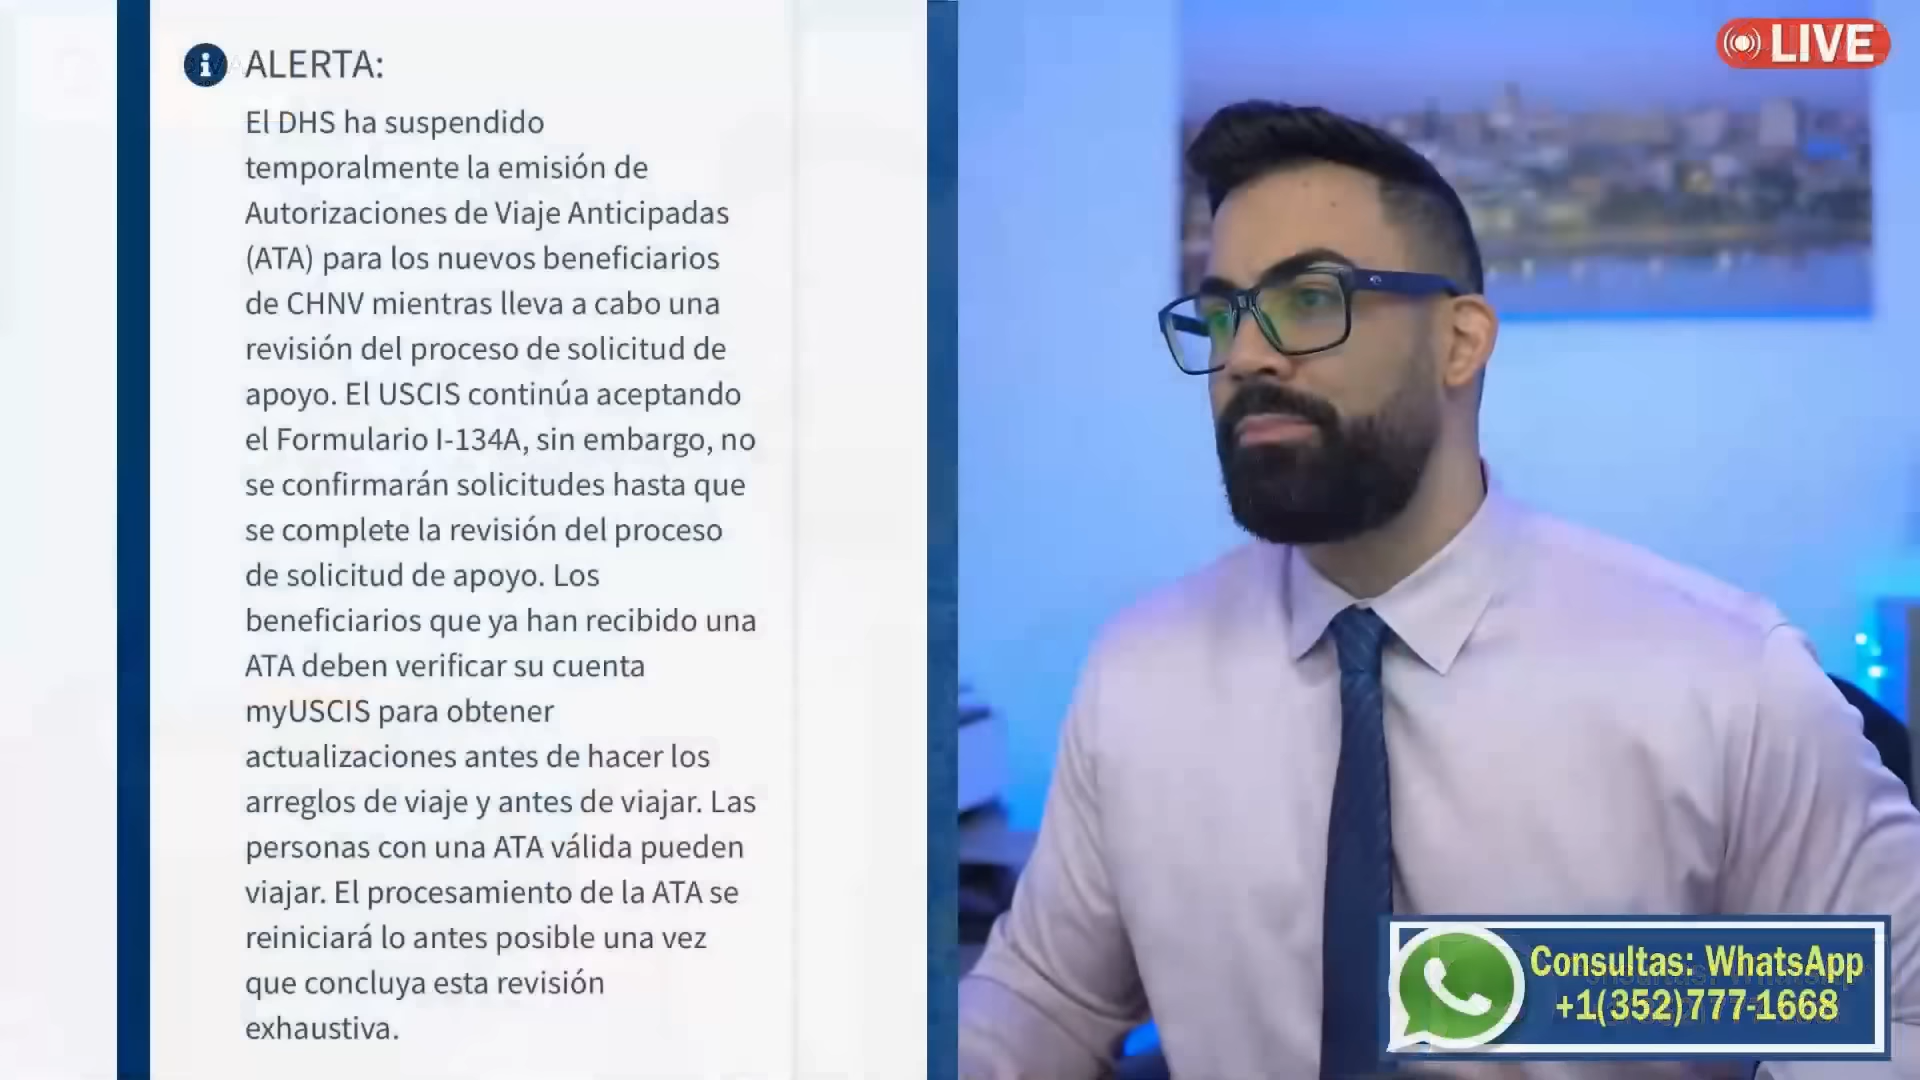 ALERTA:
El DHS ha suspendido
temporalmente la emisión de
Autorizaciones de Viaje Anticipadas
(ATA) para los nuevos beneficiarios
de CHNV mientras lleva a cabo una
revisión del proceso de solicitud de
apoyo. El USCIS continúa aceptando
el Formulario I-134A, sin embargo, no
se confirmarán solicitudes hasta que
se complete la revisión del proceso
de solicitud de apoyo. Los
beneficiarios que ya han recibido una
ATA deben verificar su cuenta
myUSCIS para obtener
actualizaciones antes de hacer los
arreglos de viaje y antes de viajar. Las
personas con una ATA válida pueden
viajar. El procesamiento de la ATA se
reiniciará lo antes posible una vez
que concluya esta revisión
exhaustiva.
LIVE
Consultas: WhatsApp
+1(352)777-1668